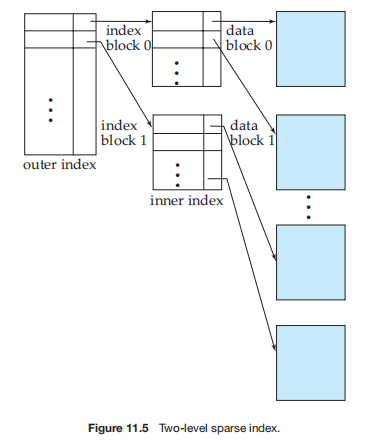 index
block 0
data
block 0
index
block 1
data
block 1
outer index
inner index
Figure 11.5 Two-level sparse index.